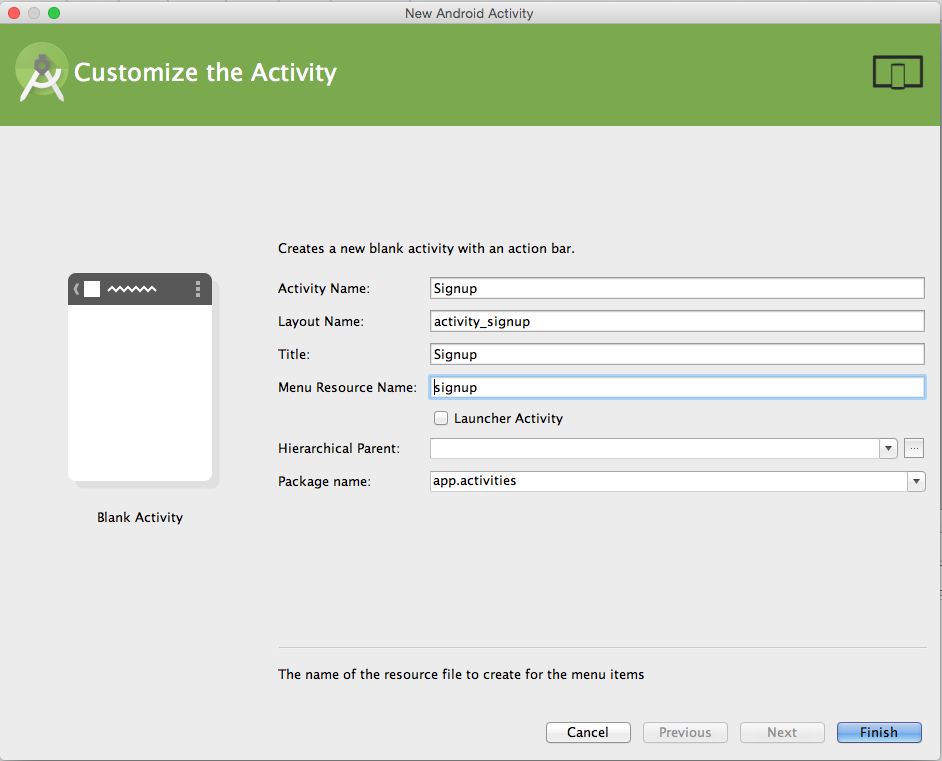 New Android Activity
Customize the Activity
Creates a new blank activity with an action bar.
Activity Name: Signup
Layout Name: activity_signup
Title: Signup
Menu Resource Name: signup
Launcher Activity
Hierarchical Parent: ...
Package name: app.activities
Blank Activity
The name of the resource file to create for the menu items
Cancel Previous Next Finish